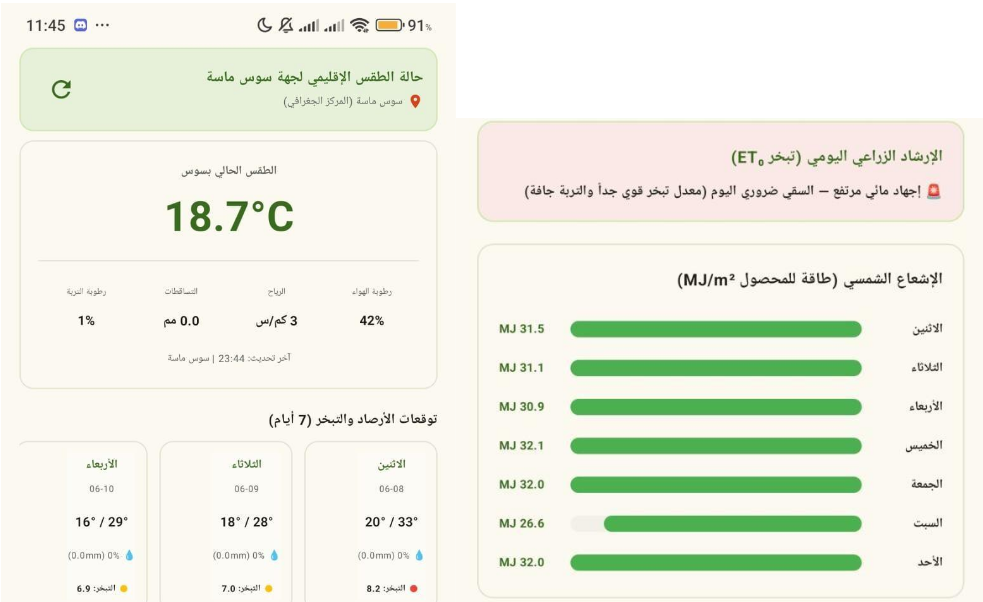 11:45 ... 91%
حالة الطقس الإقليمي لجهة سوس ماسة
سوس ماسة (المركز الجغرافي)
الطقس الحالي بسوس
18.7°C
رطوبة الهواء الرياح التساقطات رطوبة التربة
42% 3 كم/س 0.0 مم 1%
آخر تحديث: 23:44 | سوس ماسة
توقعات الأرصاد والتبخر (7 أيام)
الاثنين الثلاثاء الأربعاء
06-08 06-09 06-10
20° / 33° 18° / 28° 16° / 29°
0% (0.0mm) 0% (0.0mm) 0% (0.0mm)
التبخر: 8.2 التبخر: 7.0 التبخر: 6.9
الإرشاد الزراعي اليومي (تبخر ET₀)
إجهاد مائي مرتفع – السقي ضروري اليوم (معدل تبخر قوي جداً والتربة جافة)
الإشعاع الشمسي (طاقة للمحصول MJ/m²)
الاثنين MJ 31.5
الثلاثاء MJ 31.1
الأربعاء MJ 30.9
الخميس MJ 32.1
الجمعة MJ 32.0
السبت MJ 26.6
الأحد MJ 32.0